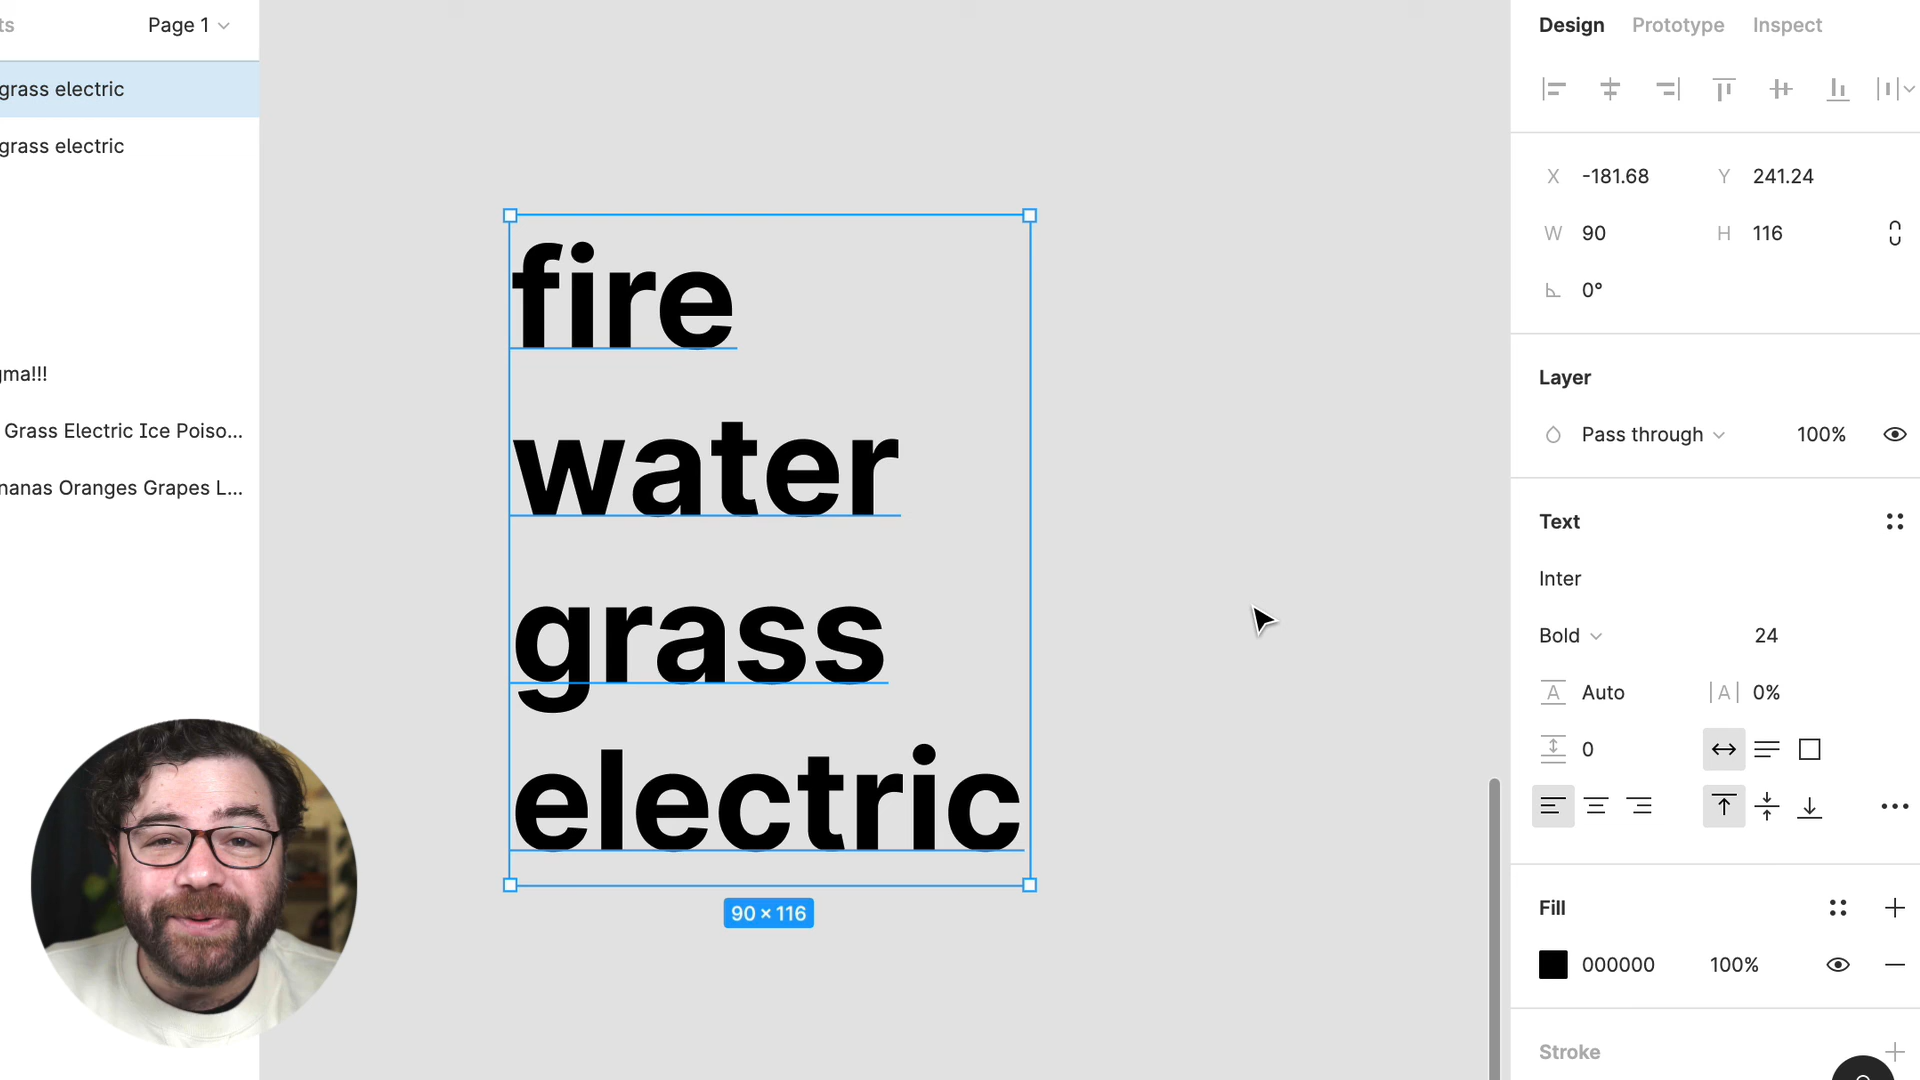 ts
Page 1
grass electric
grass electric
gma!!!
Grass Electric Ice Poiso...
nanas Oranges Grapes L...
fire
water
grass
electric
90 × 116
Design Prototype Inspect
X -181.68 Y 241.24
W 90 H 116
0°
Layer
Pass through 100%
Text
Inter
Bold 24
A Auto |A| 0%
0
Fill
000000 100%
Stroke